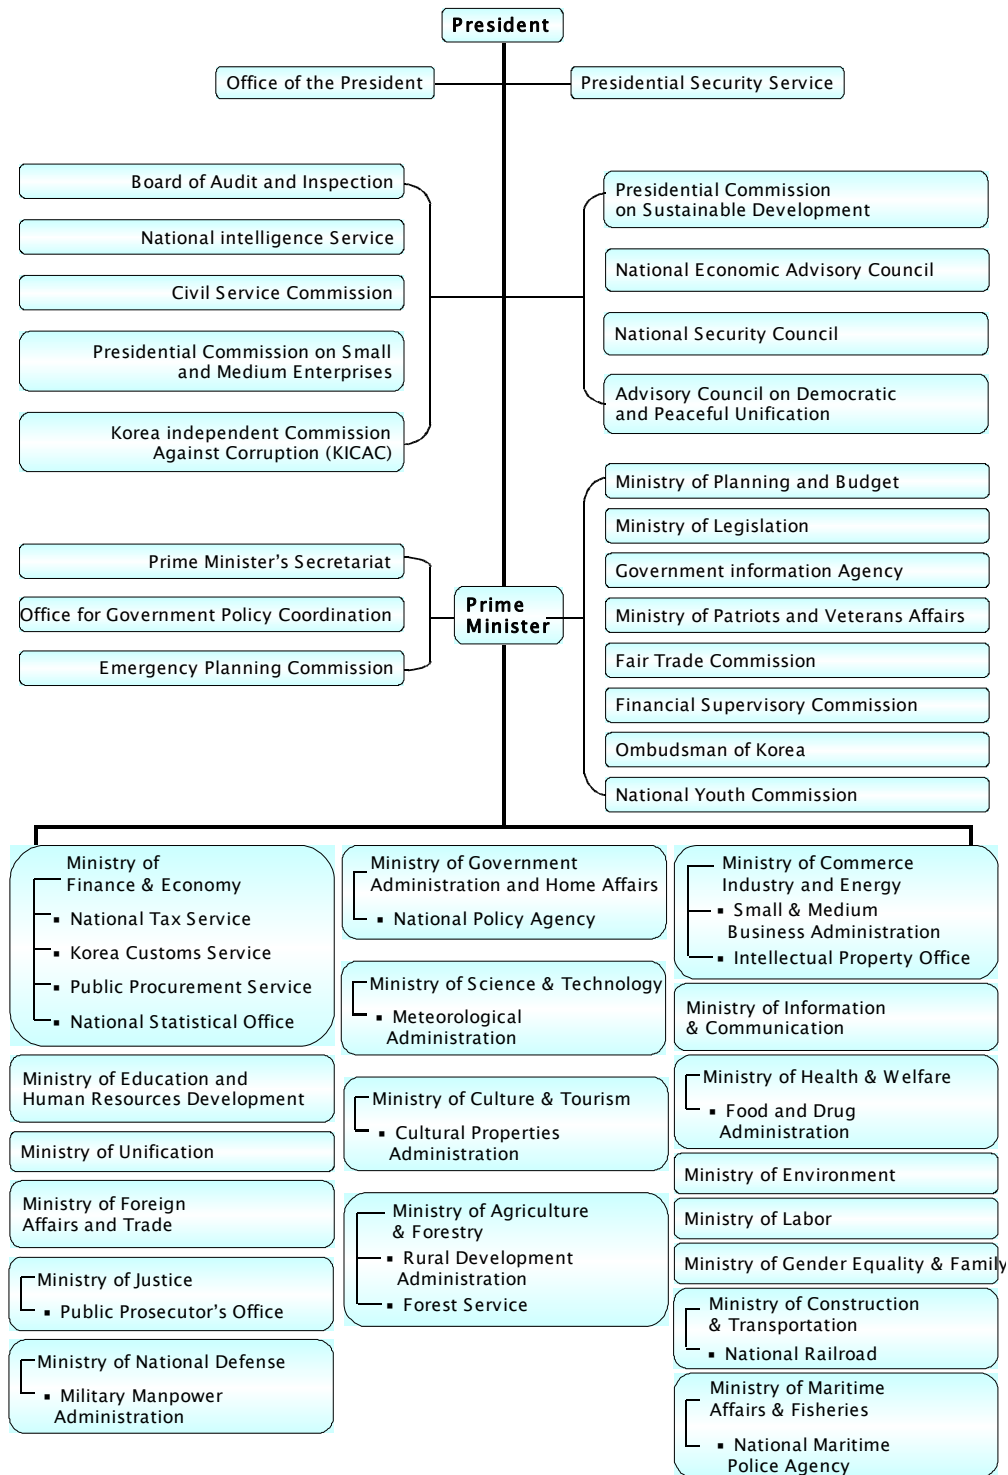 President
Office of the President
Presidential Security Service
Board of Audit and Inspection
National intelligence Service
Civil Service Commission
Presidential Commission on Small
and Medium Enterprises
Korea independent Commission
Against Corruption (KICAC)
Presidential Commission
on Sustainable Development
National Economic Advisory Council
National Security Council
Advisory Council on Democratic
and Peaceful Unification
Prime Minister’s Secretariat
Office for Government Policy Coordination
Emergency Planning Commission
Prime
Minister
Ministry of Planning and Budget
Ministry of Legislation
Government information Agency
Ministry of Patriots and Veterans Affairs
Fair Trade Commission
Financial Supervisory Commission
Ombudsman of Korea
National Youth Commission
Ministry of
Finance & Economy
▪ National Tax Service
▪ Korea Customs Service
▪ Public Procurement Service
▪ National Statistical Office
Ministry of Education and
Human Resources Development
Ministry of Unification
Ministry of Foreign
Affairs and Trade
Ministry of Justice
▪ Public Prosecutor’s Office
Ministry of National Defense
▪ Military Manpower
Administration
Ministry of Government
Administration and Home Affairs
▪ National Policy Agency
Ministry of Science & Technology
▪ Meteorological
Administration
Ministry of Culture & Tourism
▪ Cultural Properties
Administration
Ministry of Agriculture
& Forestry
▪ Rural Development
Administration
▪ Forest Service
Ministry of Commerce
Industry and Energy
▪ Small & Medium
Business Administration
▪ Intellectual Property Office
Ministry of Information
& Communication
Ministry of Health & Welfare
▪ Food and Drug
Administration
Ministry of Environment
Ministry of Labor
Ministry of Gender Equality & Family
Ministry of Construction
& Transportation
▪ National Railroad
Ministry of Maritime
Affairs & Fisheries
▪ National Maritime
Police Agency